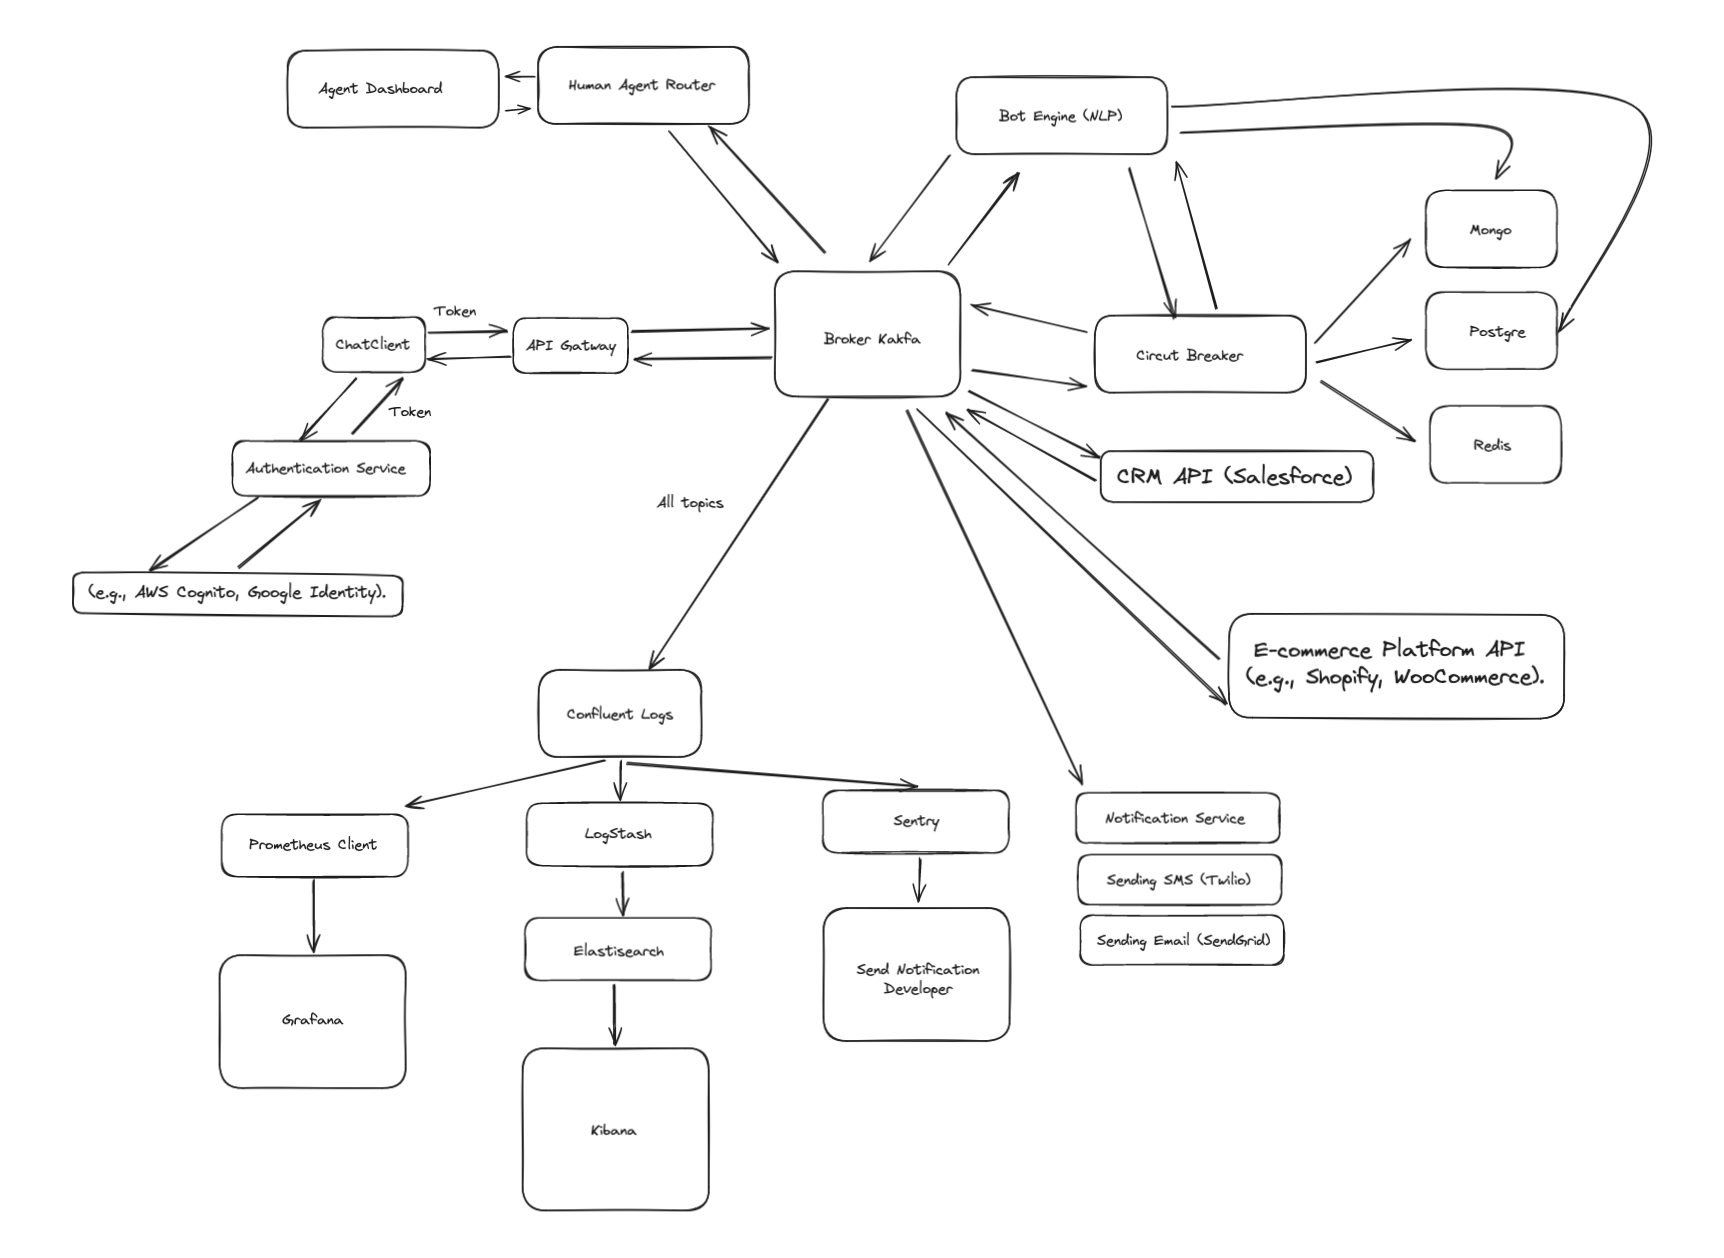 Agent Dashboard
Human Agent Router
Bot Engine (NLP)
Mongo
Token
ChatClient
API Gatway
Broker Kakfa
Circut Breaker
Postgre
Token
Redis
Authentication Service
CRM API (Salesforce)
All topics
(e.g., AWS Cognito, Google Identity).
E-commerce Platform API
(e.g., Shopify, WooCommerce).
Confluent Logs
Prometheus Client
LogStash
Sentry
Notification Service
Sending SMS (Twilio)
Sending Email (SendGrid)
Elastisearch
Send Notification
Developer
Grafana
Kibana